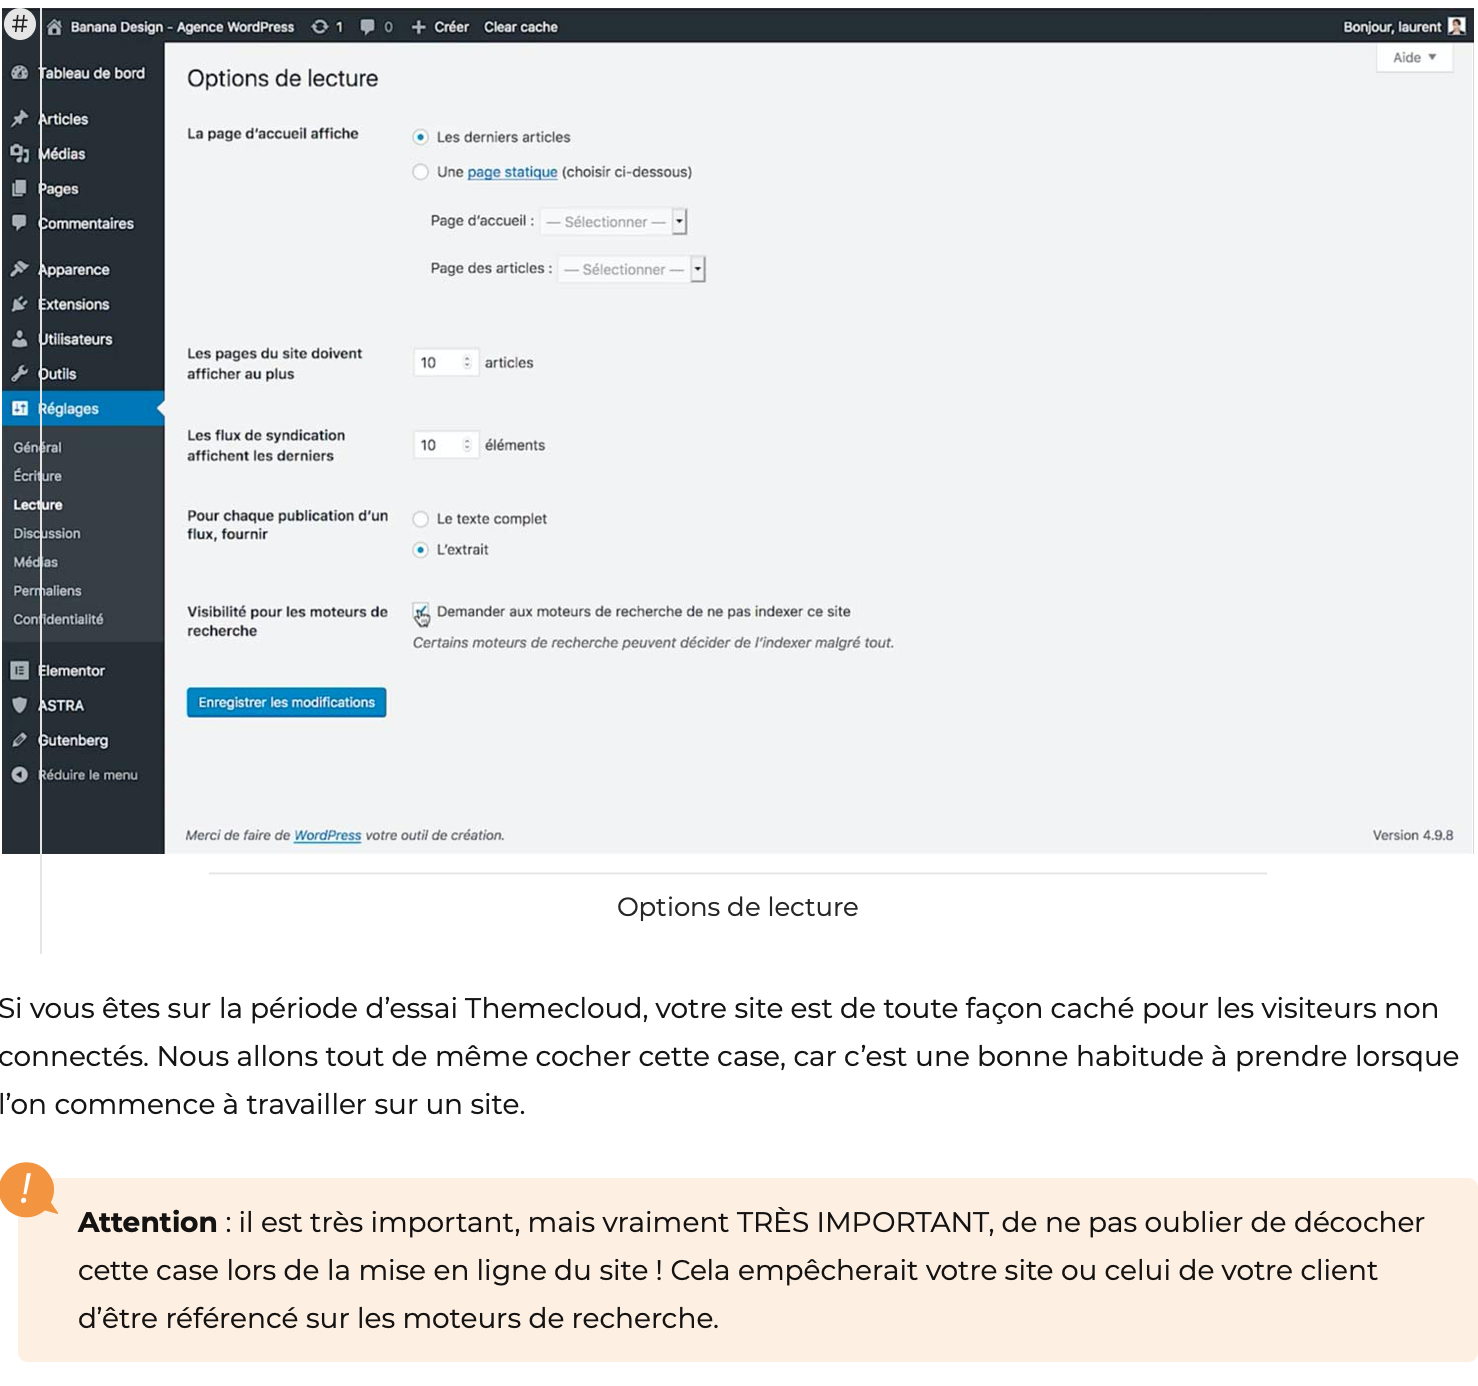 #
Banana Design - Agence WordPress 1 0 + Créer Clear cache Bonjour, laurent
Aide ▼
Tableau de bord
Articles
Médias
Pages
Commentaires
Apparence
Extensions
Utilisateurs
Outils
Réglages
Général
Écriture
Lecture
Discussion
Médias
Permaliens
Confidentialité
Elementor
ASTRA
Gutenberg
Réduire le menu
Options de lecture
La page d'accueil affiche
Les derniers articles
Une page statique (choisir ci-dessous)
Page d'accueil : — Sélectionner —
Page des articles : — Sélectionner —
Les pages du site doivent
afficher au plus
10 articles
Les flux de syndication
affichent les derniers
10 éléments
Pour chaque publication d'un
flux, fournir
Le texte complet
L'extrait
Visibilité pour les moteurs de
recherche
Demander aux moteurs de recherche de ne pas indexer ce site
Certains moteurs de recherche peuvent décider de l'indexer malgré tout.
Enregistrer les modifications
Merci de faire de WordPress votre outil de création.
Version 4.9.8
Options de lecture
Si vous êtes sur la période d'essai Themecloud, votre site est de toute façon caché pour les visiteurs non
connectés. Nous allons tout de même cocher cette case, car c'est une bonne habitude à prendre lorsque
l'on commence à travailler sur un site.
!
Attention : il est très important, mais vraiment TRÈS IMPORTANT, de ne pas oublier de décocher
cette case lors de la mise en ligne du site ! Cela empêcherait votre site ou celui de votre client
d'être référencé sur les moteurs de recherche.